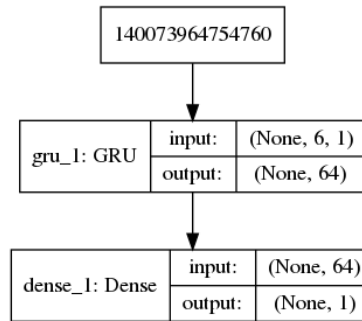 140073964754760
gru_1: GRU
input:
(None, 6, 1)
output:
(None, 64)
dense_1: Dense
input:
(None, 64)
output:
(None, 1)